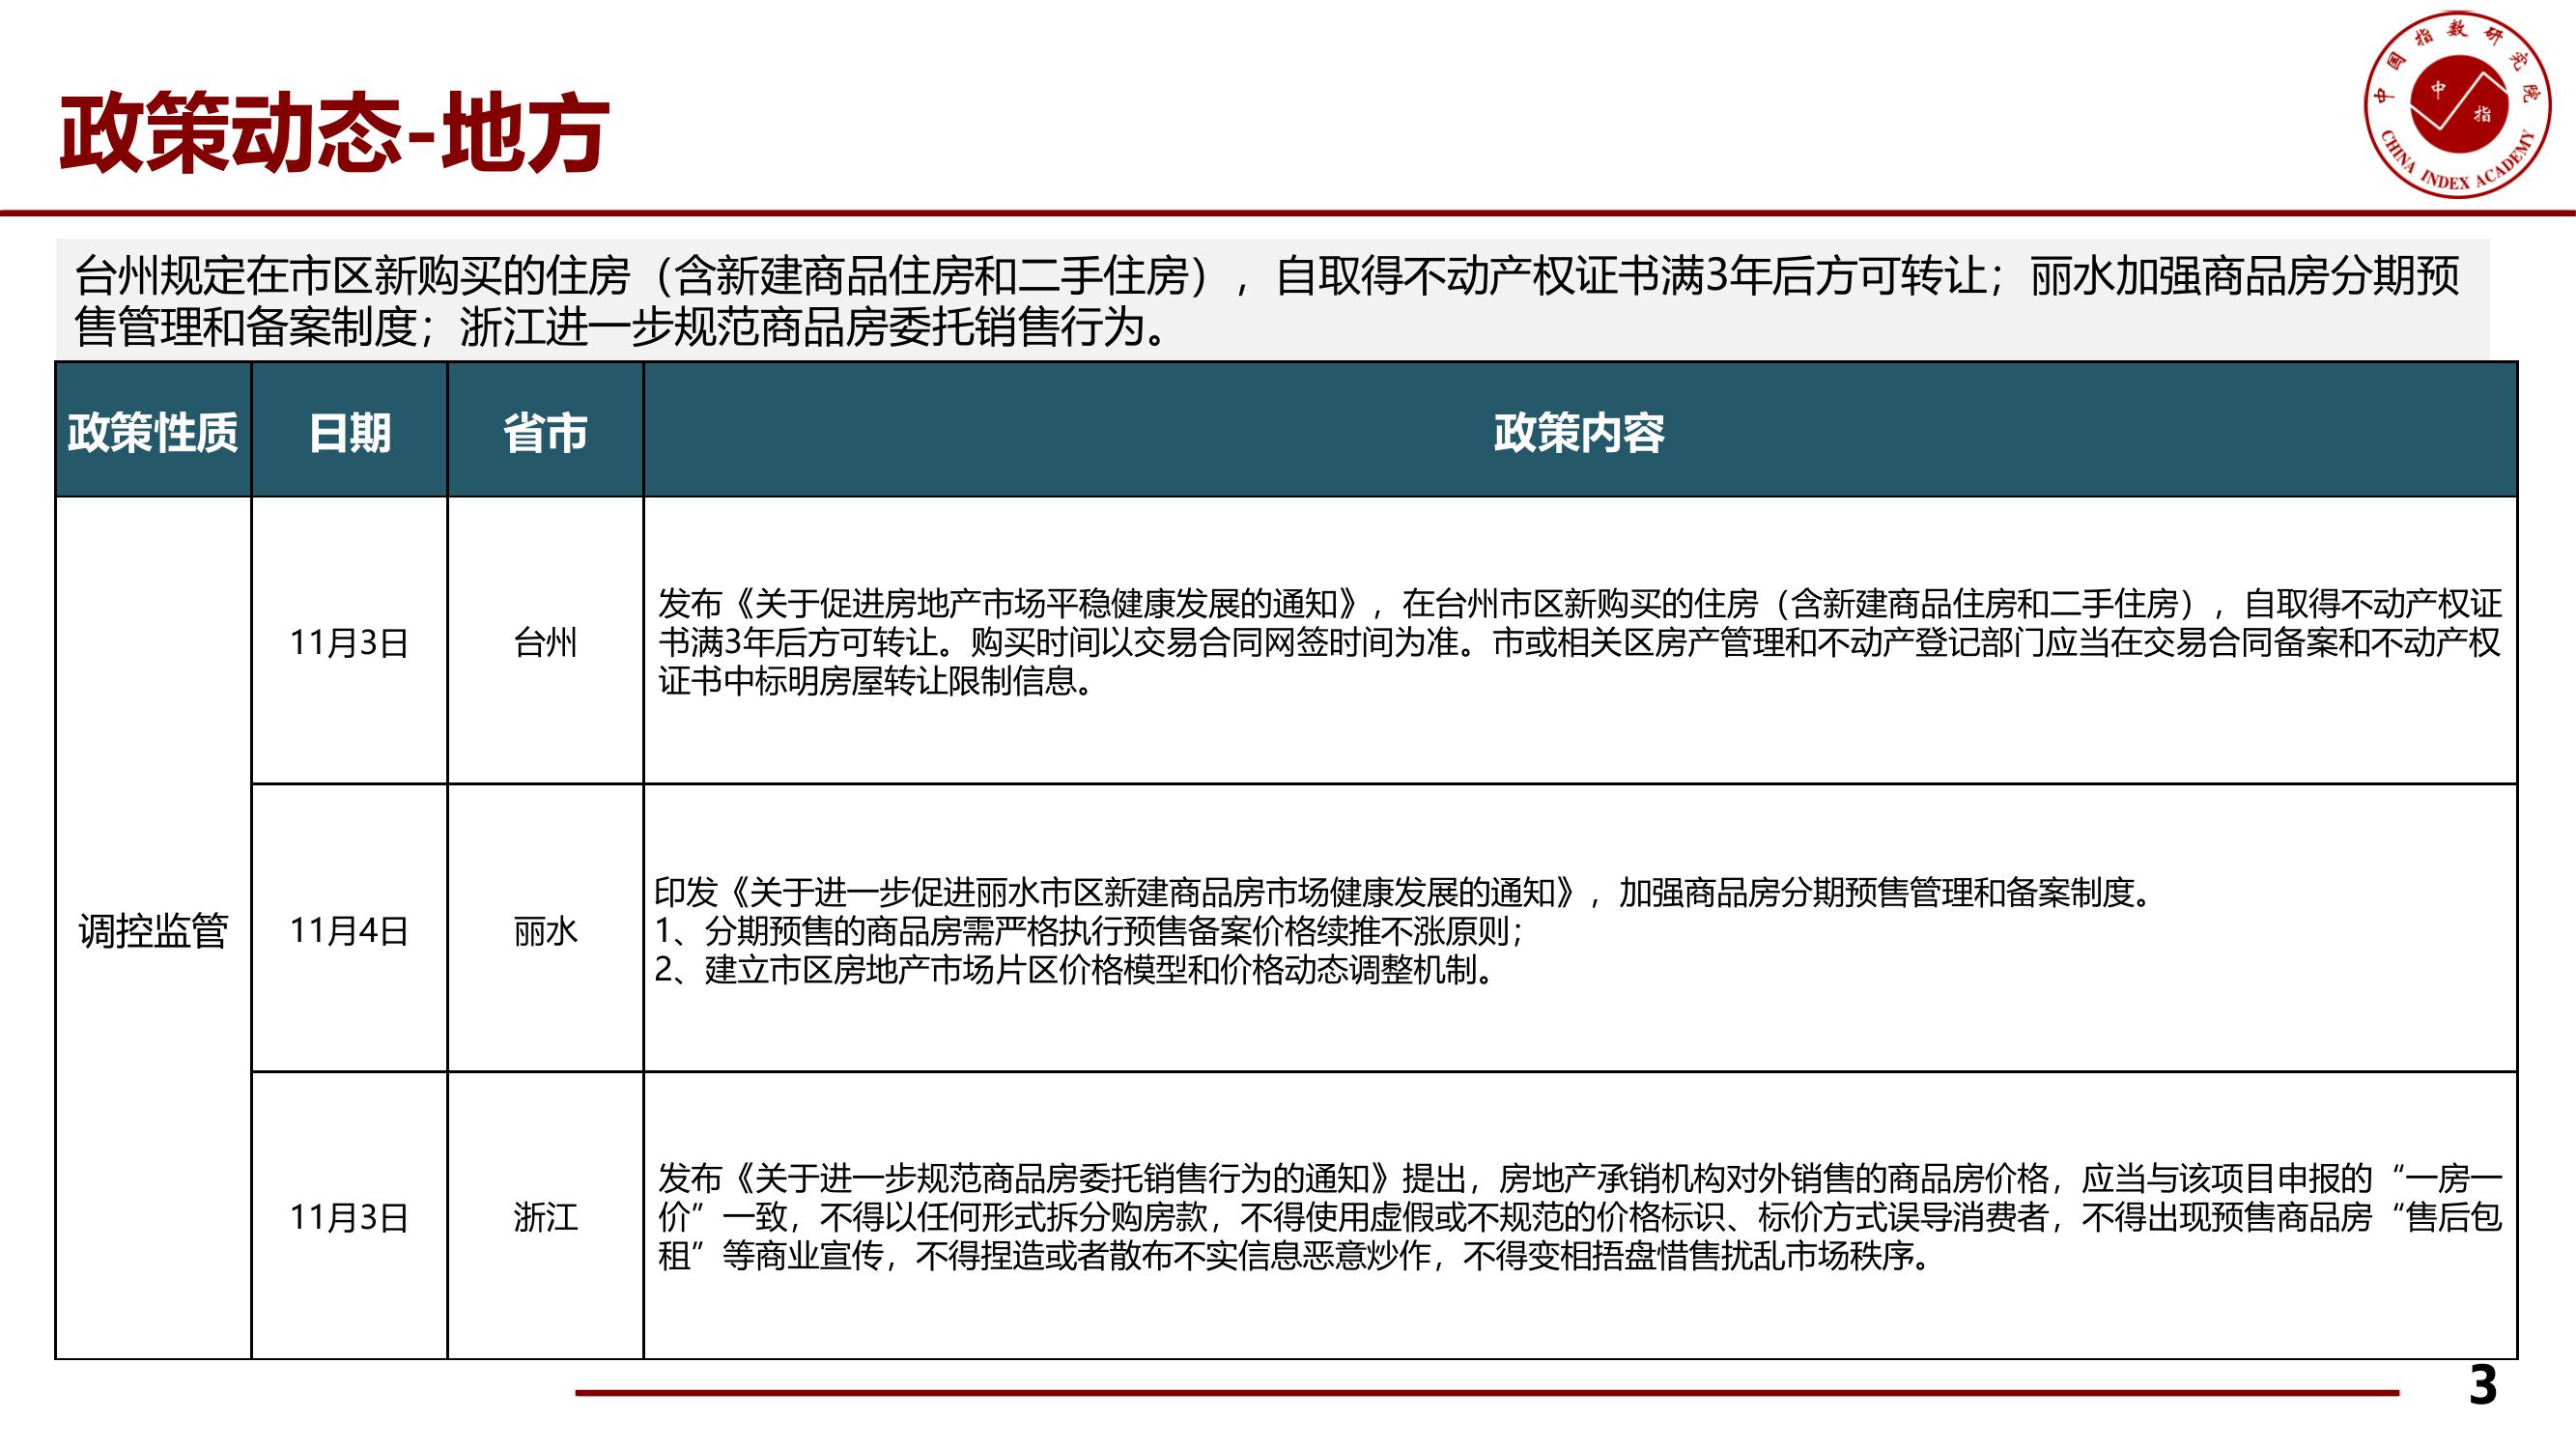 政策动态-地方
中国指数研究院
中指
CHINA INDEX ACADEMY
台州规定在市区新购买的住房（含新建商品住房和二手住房），自取得不动产权证书满3年后方可转让；丽水加强商品房分期预
售管理和备案制度；浙江进一步规范商品房委托销售行为。
政策性质 日期 省市 政策内容
调控监管
11月3日 台州
发布《关于促进房地产市场平稳健康发展的通知》，在台州市区新购买的住房（含新建商品住房和二手住房），自取得不动产权证
书满3年后方可转让。购买时间以交易合同网签时间为准。市或相关区房产管理和不动产登记部门应当在交易合同备案和不动产权
证书中标明房屋转让限制信息。
11月4日 丽水
印发《关于进一步促进丽水市区新建商品房市场健康发展的通知》，加强商品房分期预售管理和备案制度。
1、分期预售的商品房需严格执行预售备案价格续推不涨原则；
2、建立市区房地产市场片区价格模型和价格动态调整机制。
11月3日 浙江
发布《关于进一步规范商品房委托销售行为的通知》提出，房地产承销机构对外销售的商品房价格，应当与该项目申报的“一房一
价”一致，不得以任何形式拆分购房款，不得使用虚假或不规范的价格标识、标价方式误导消费者，不得出现预售商品房“售后包
租”等商业宣传，不得捏造或者散布不实信息恶意炒作，不得变相捂盘惜售扰乱市场秩序。
3